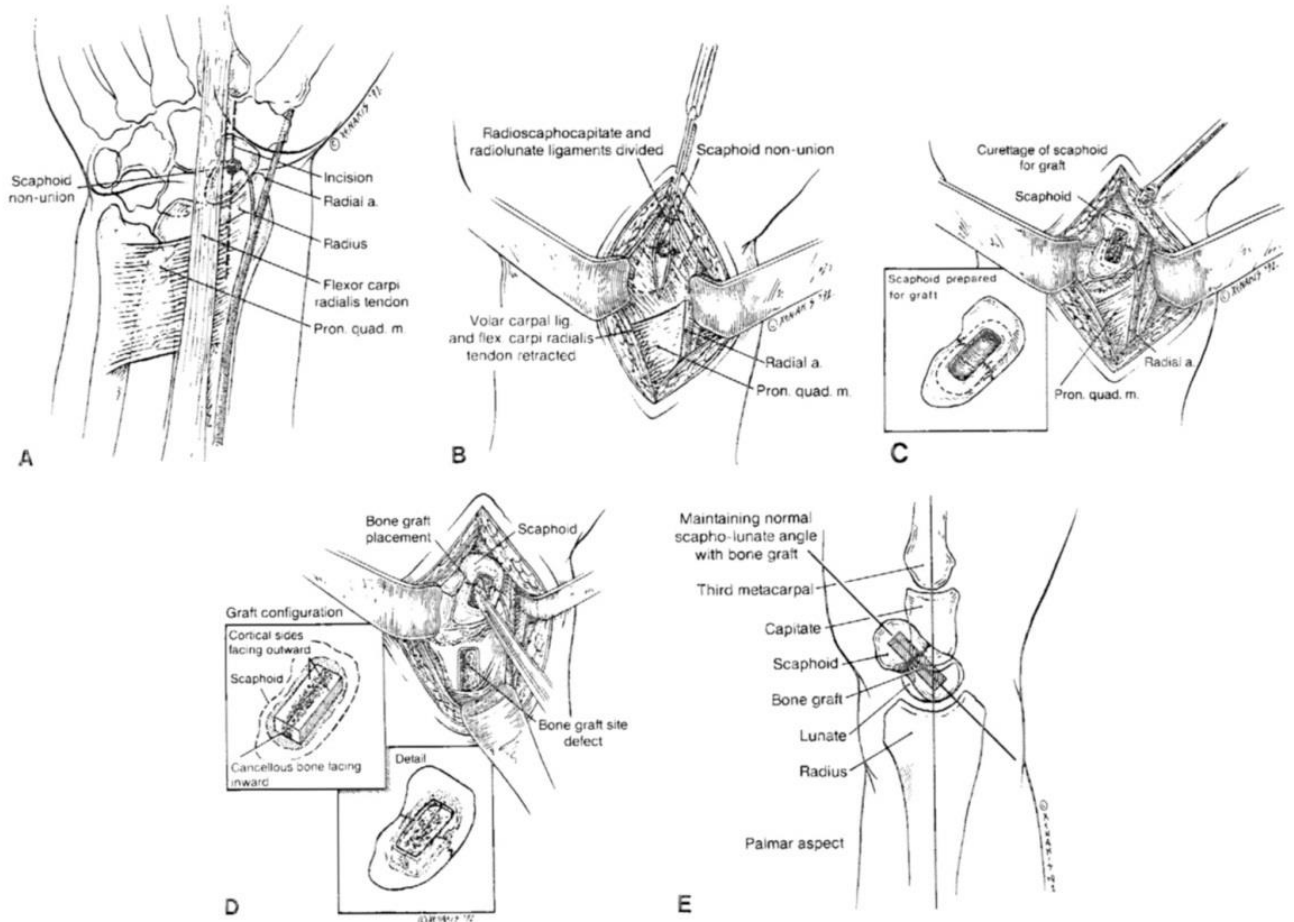 Scaphoid
non-union
Incision
Radial a.
Radius
Flexor carpi
radialis tendon
Pron. quad. m
A
Radioscaphocapitate and
radiolunate ligaments divided
Scaphoid non-union
Volar carpal lig.
and flex. carpi radialis
tendon retracted
Radial a.
Pron. quad. m.
B
Curettage of scaphoid
for graft
Scaphoid
Scaphoid prepared
for graft
Radial a.
Pron. quad. m.
C
Bone graft
placement
Scaphoid
Graft configuration
Cortical sides
facing outward
Scaphoid
Cancellous bone facing
inward
Bone graft site
defect
Detail
D
Maintaining normal
scapho-lunate angle
with bone graft
Third metacarpal
Capitate
Scaphoid
Bone graft
Lunate
Radius
Palmar aspect
E